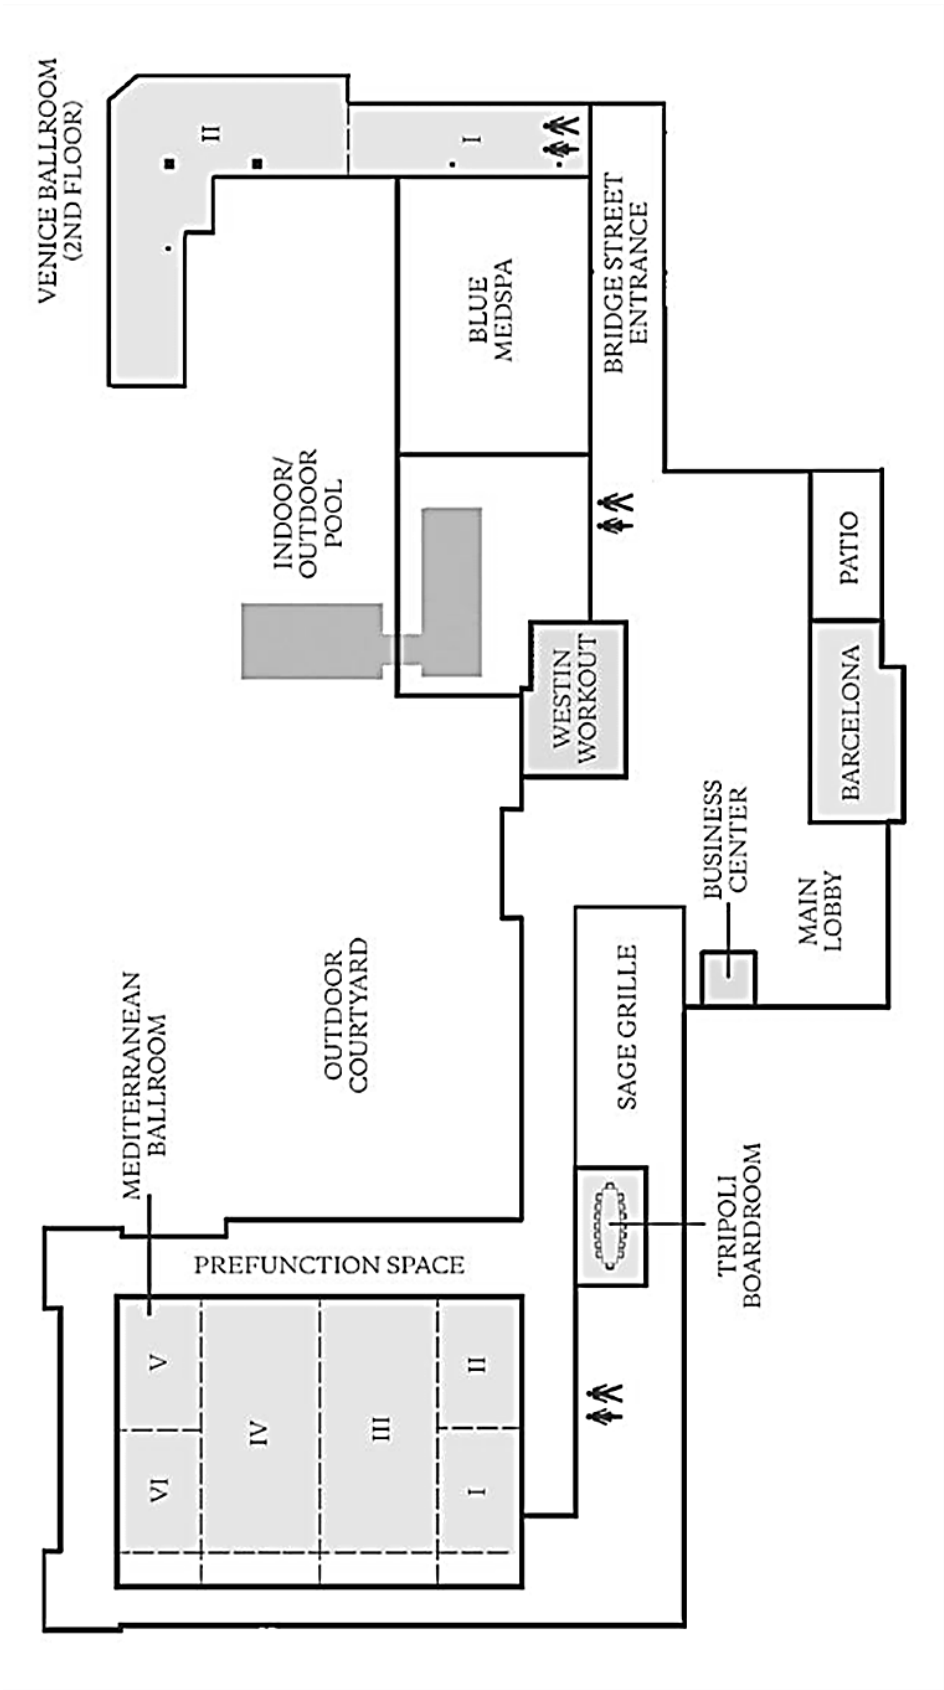 VENICE BALLROOM
(2ND FLOOR)
II
I
BLUE
MEDSPA
BRIDGE STREET
ENTRANCE
INDOOR/
OUTDOOR
POOL
PATIO
WESTIN
WORKOUT
BARCELONA
BUSINESS
CENTER
MAIN
LOBBY
OUTDOOR
COURTYARD
SAGE GRILLE
MEDITERRANEAN
BALLROOM
TRIPOLI
BOARDROOM
PREFUNCTION SPACE
V
VI
IV
III
II
I